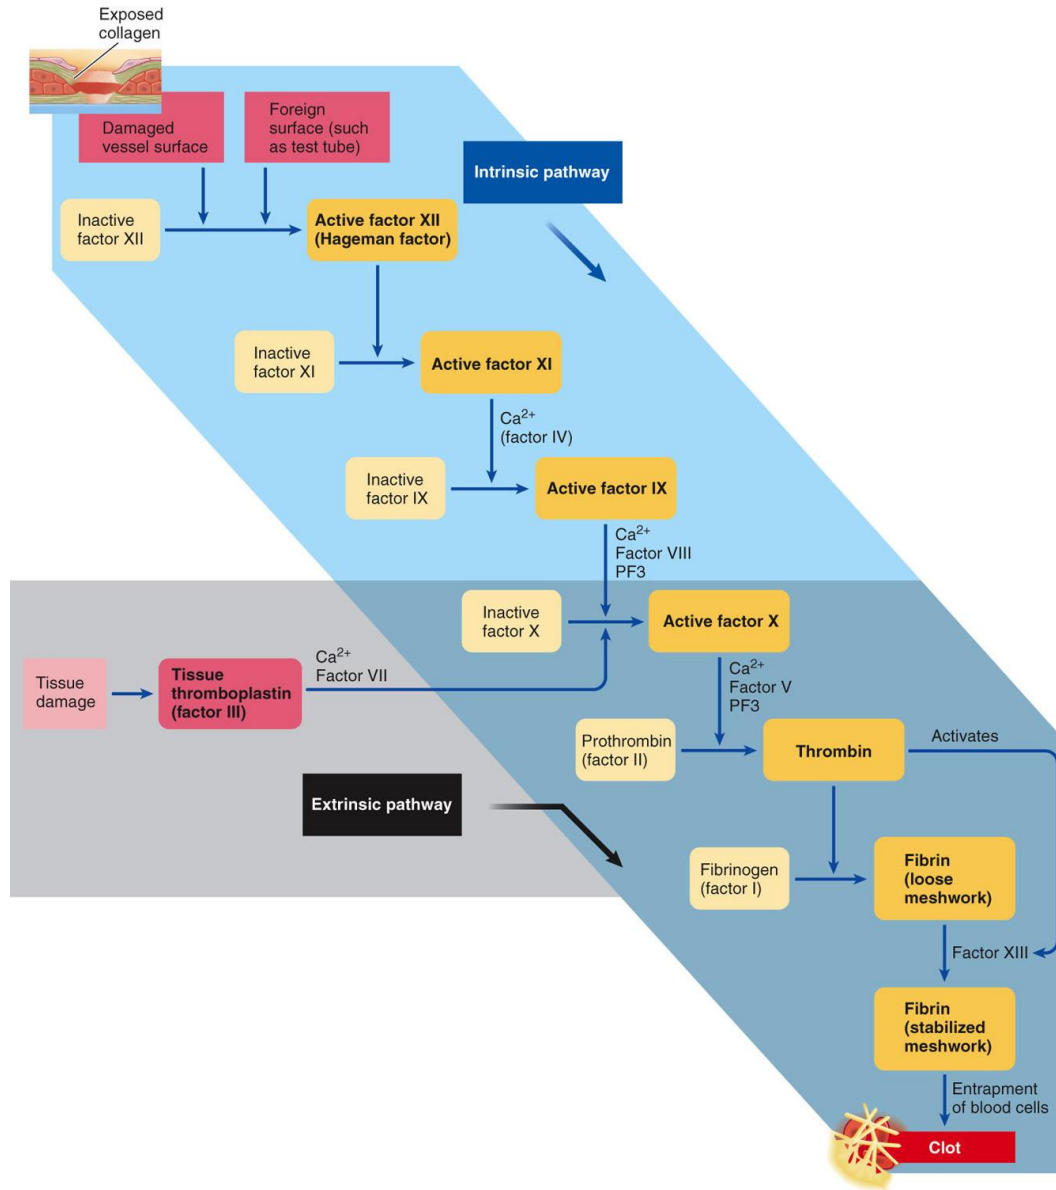 Exposed
collagen
Damaged
vessel surface
Foreign
surface (such
as test tube)
Intrinsic pathway
Inactive
factor XII
Active factor XII
(Hageman factor)
Inactive
factor XI
Active factor XI
Ca2+
(factor IV)
Inactive
factor IX
Active factor IX
Ca2+
Factor VIII
PF3
Inactive
factor X
Active factor X
Tissue
damage
Tissue
thromboplastin
(factor III)
Ca2+
Factor VII
Ca2+
Factor V
PF3
Prothrombin
(factor II)
Thrombin
Activates
Extrinsic pathway
Fibrinogen
(factor I)
Fibrin
(loose
meshwork)
Factor XIII
Fibrin
(stabilized
meshwork)
Entrapment
of blood cells
Clot